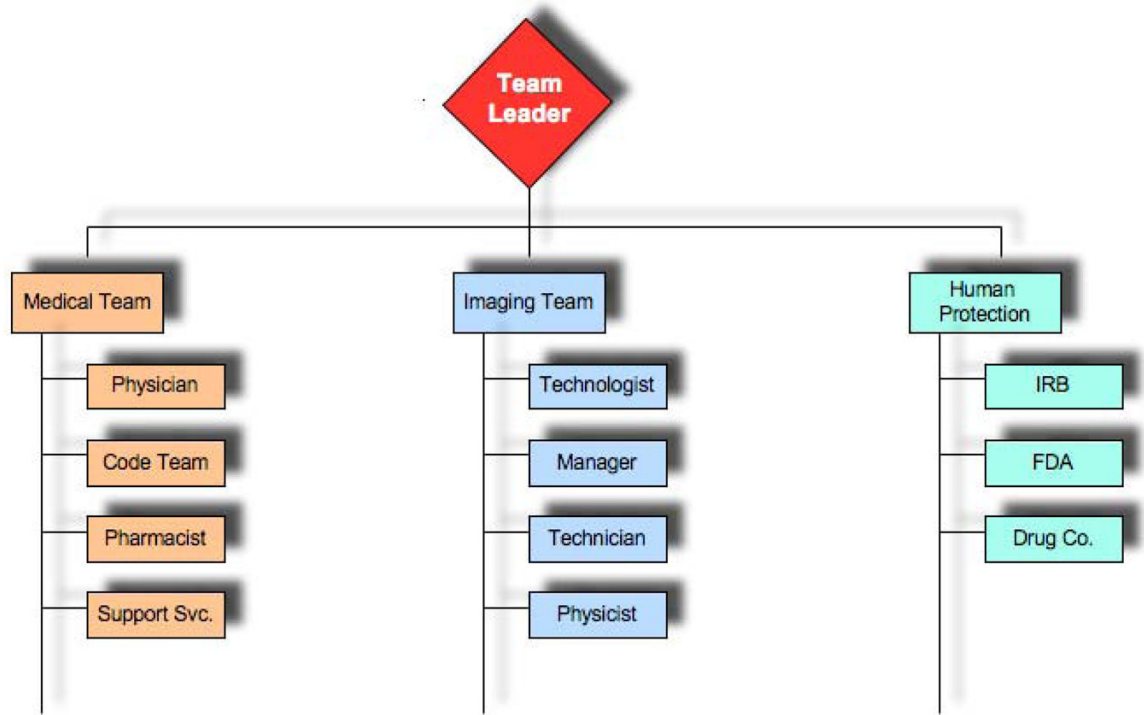 Team
Leader
Medical Team
Imaging Team
Human
Protection
Physician
Code Team
Pharmacist
Support Svc.
Technologist
Manager
Technician
Physicist
IRB
FDA
Drug Co.